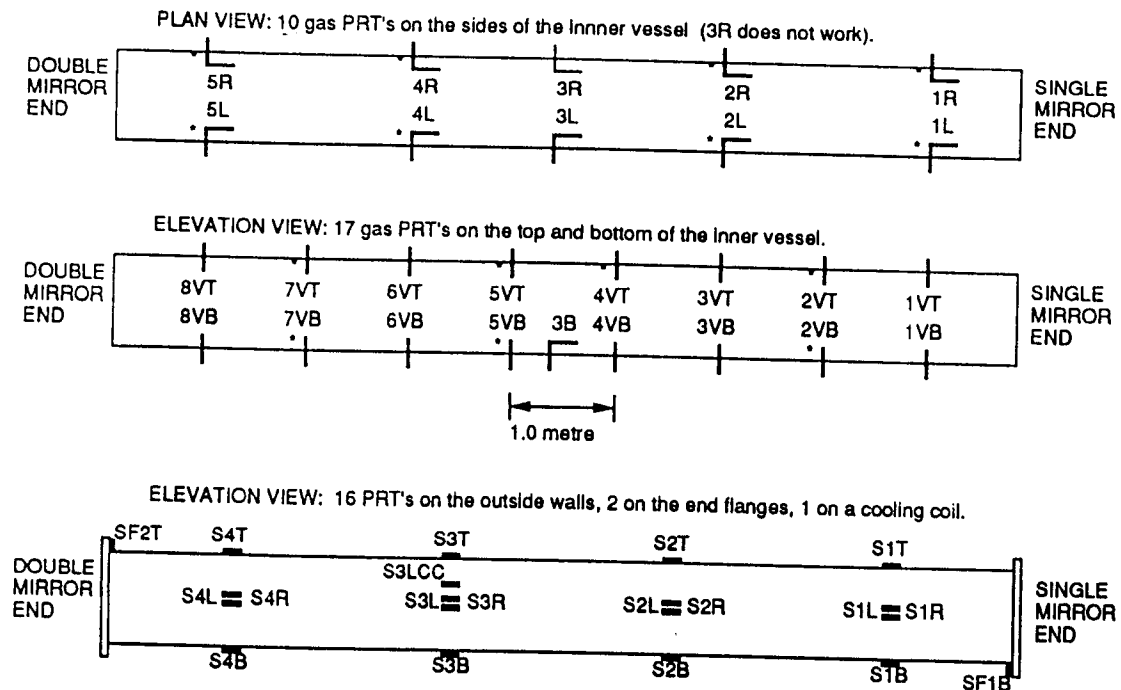 PLAN VIEW: 10 gas PRT's on the sides of the Innner vessel (3R does not work).
DOUBLE
MIRROR
END
5R 4R 3R 2R 1R
5L 4L 3L 2L 1L
SINGLE
MIRROR
END
ELEVATION VIEW: 17 gas PRT's on the top and bottom of the inner vessel.
DOUBLE
MIRROR
END
8VT 7VT 6VT 5VT 4VT 3VT 2VT 1VT
8VB 7VB 6VB 5VB 3B 4VB 3VB 2VB 1VB
SINGLE
MIRROR
END
1.0 metre
ELEVATION VIEW: 16 PRT's on the outside walls, 2 on the end flanges, 1 on a cooling coil.
SF2T S4T S3T S2T S1T
DOUBLE
MIRROR
END
S3LCC
S4L S4R S3L S3R S2L S2R S1L S1R
SINGLE
MIRROR
END
S4B S3B S2B S1B SF1B